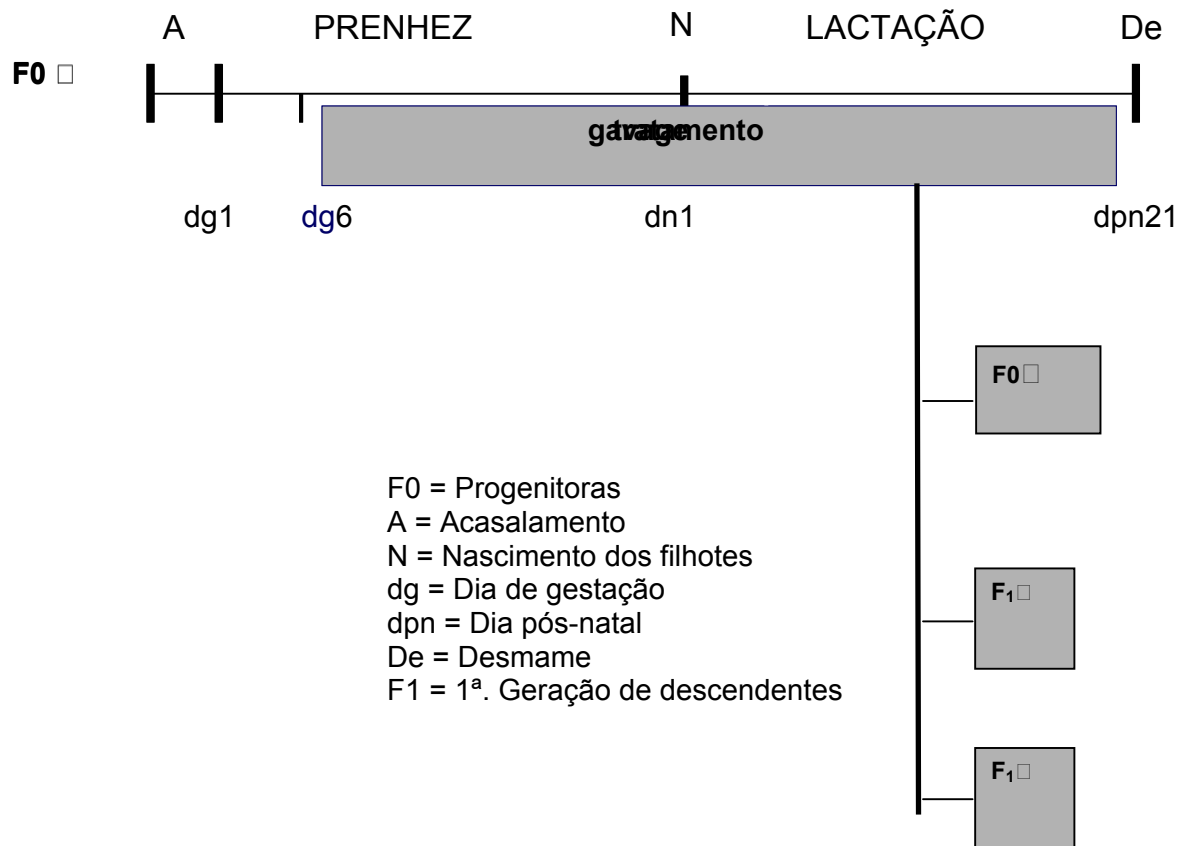 A PRENHEZ N LACTAÇÃO De
F0 □
tratamento
dg1 dg6 dn1 dpn21
F0□
F0 = Progenitoras
A = Acasalamento
N = Nascimento dos filhotes
dg = Dia de gestação
dpn = Dia pós-natal
De = Desmame
F1 = 1ª. Geração de descendentes
F₁□
F₁□